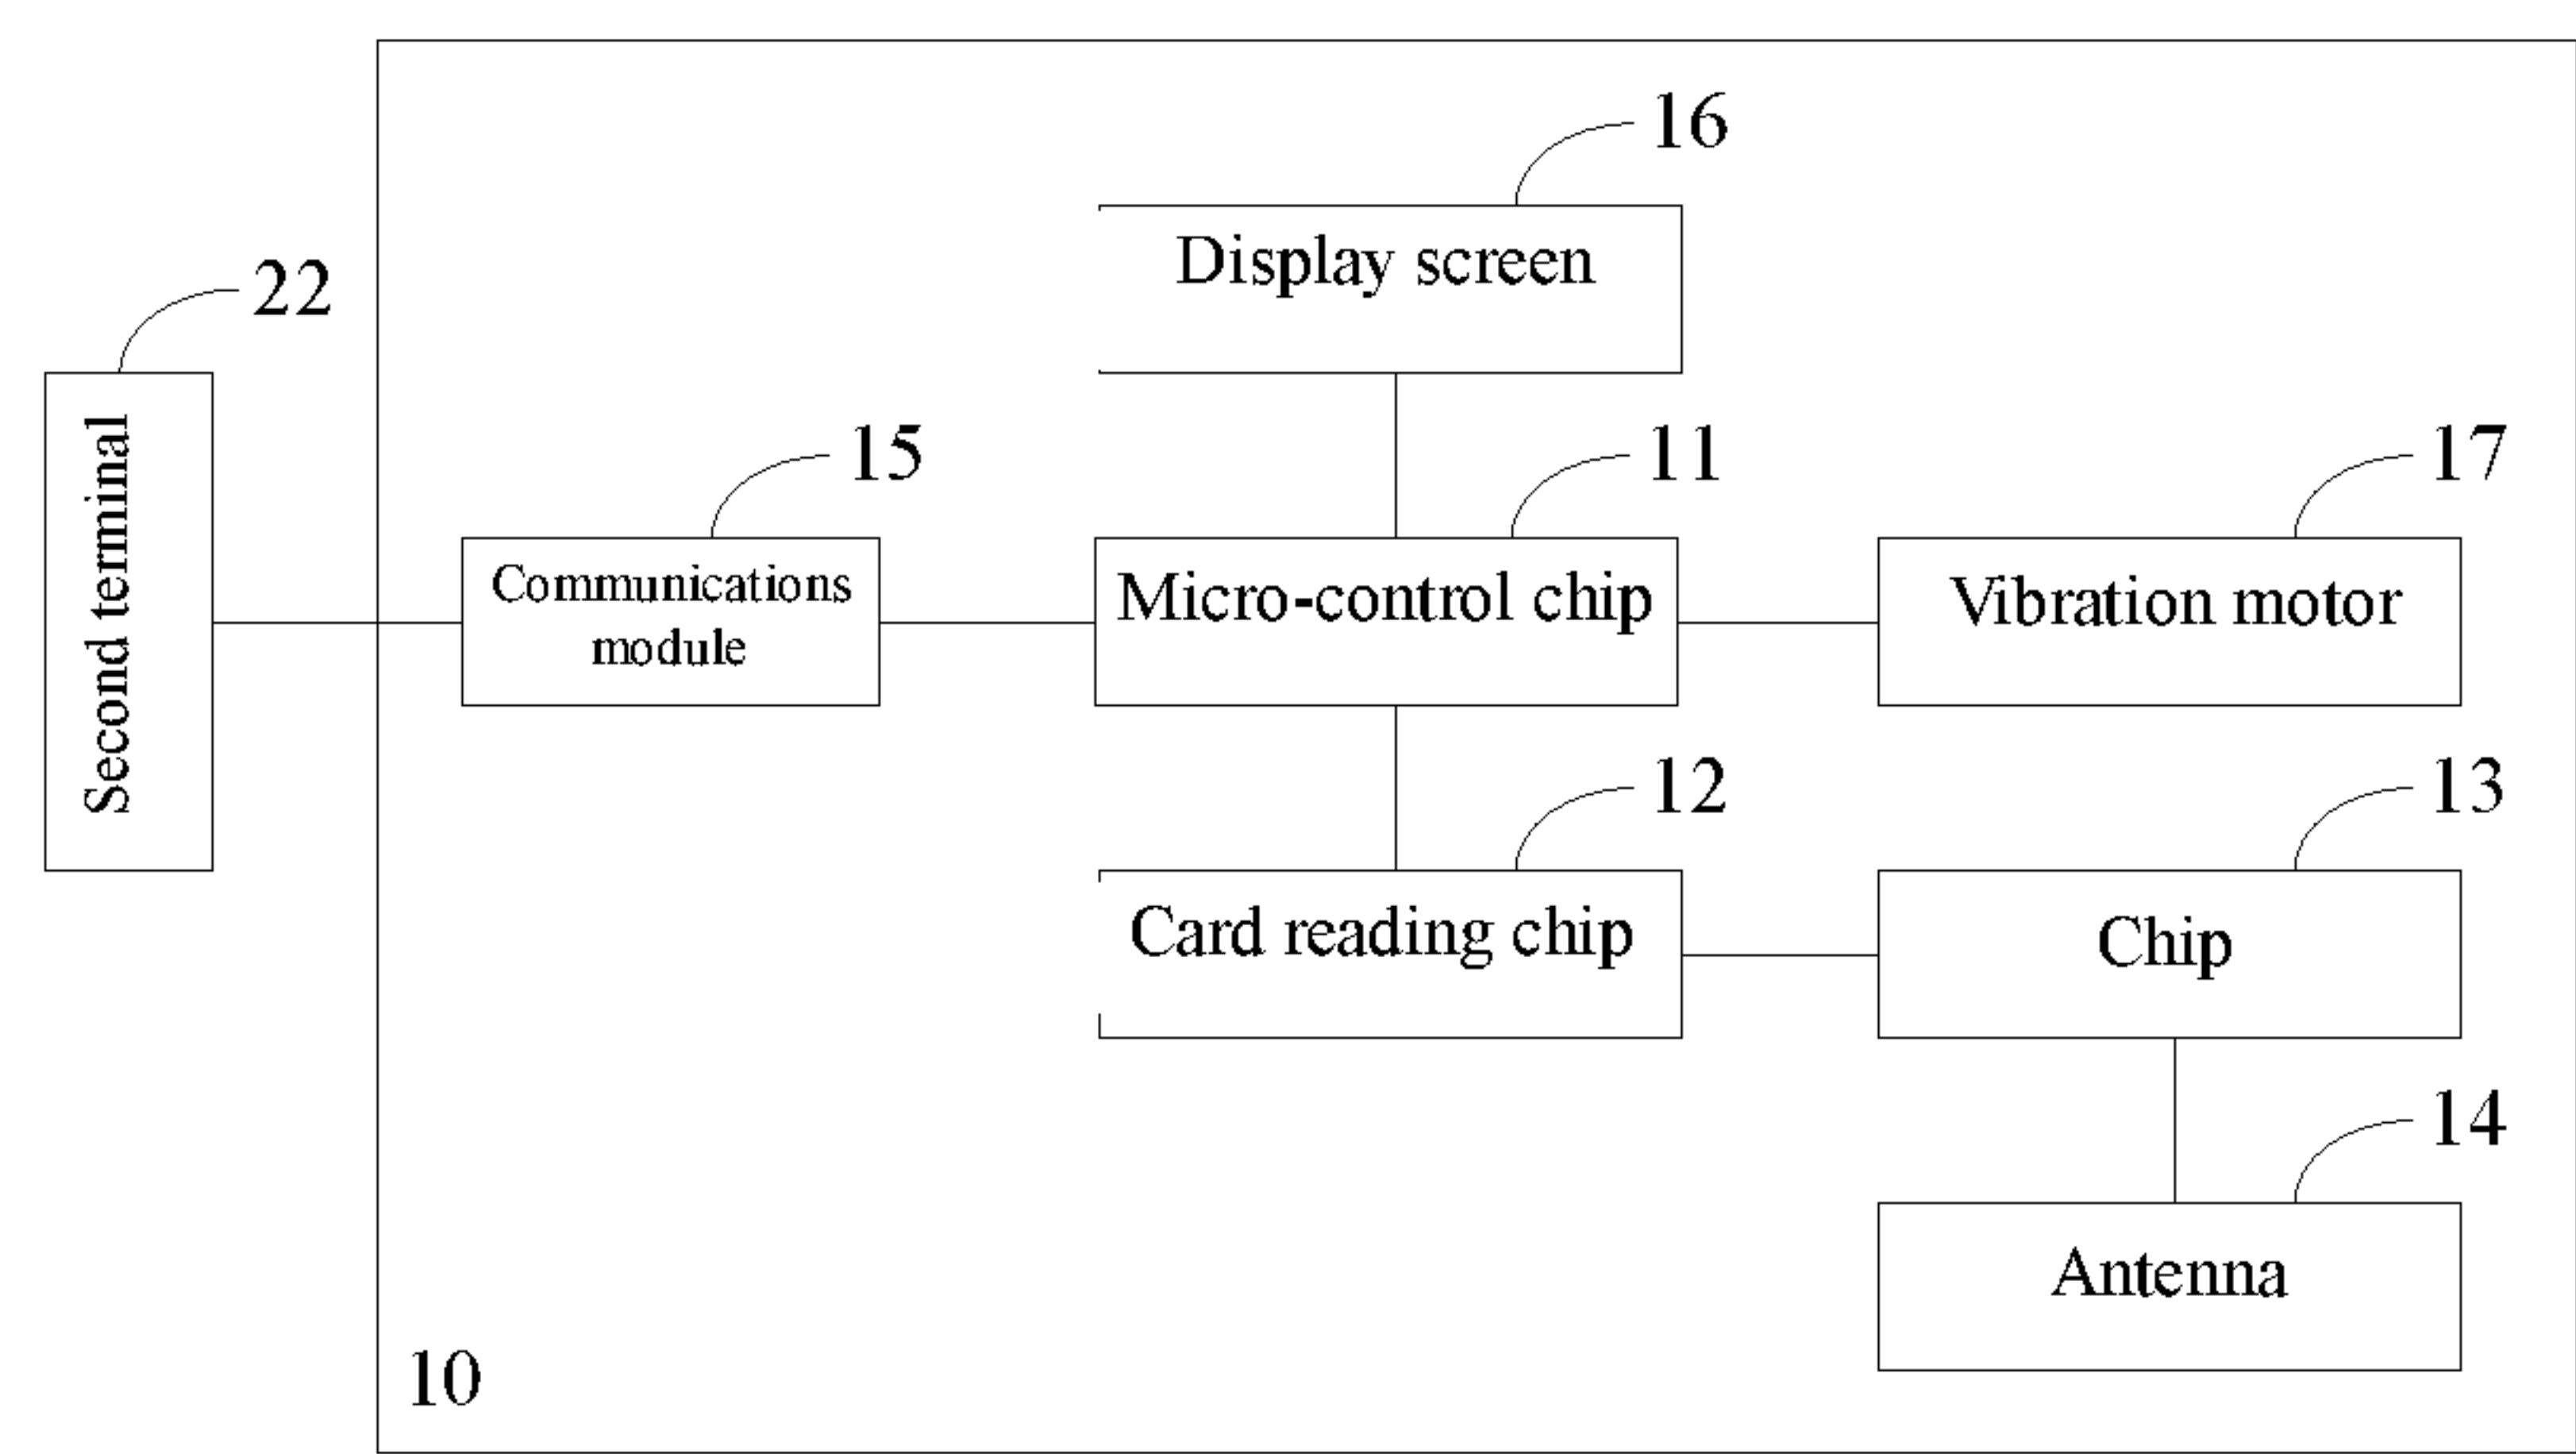 16
Display screen
22
Second terminal
15
Communications
module
11
Micro-control chip
17
Vibration motor
12
Card reading chip
13
Chip
14
Antenna
10